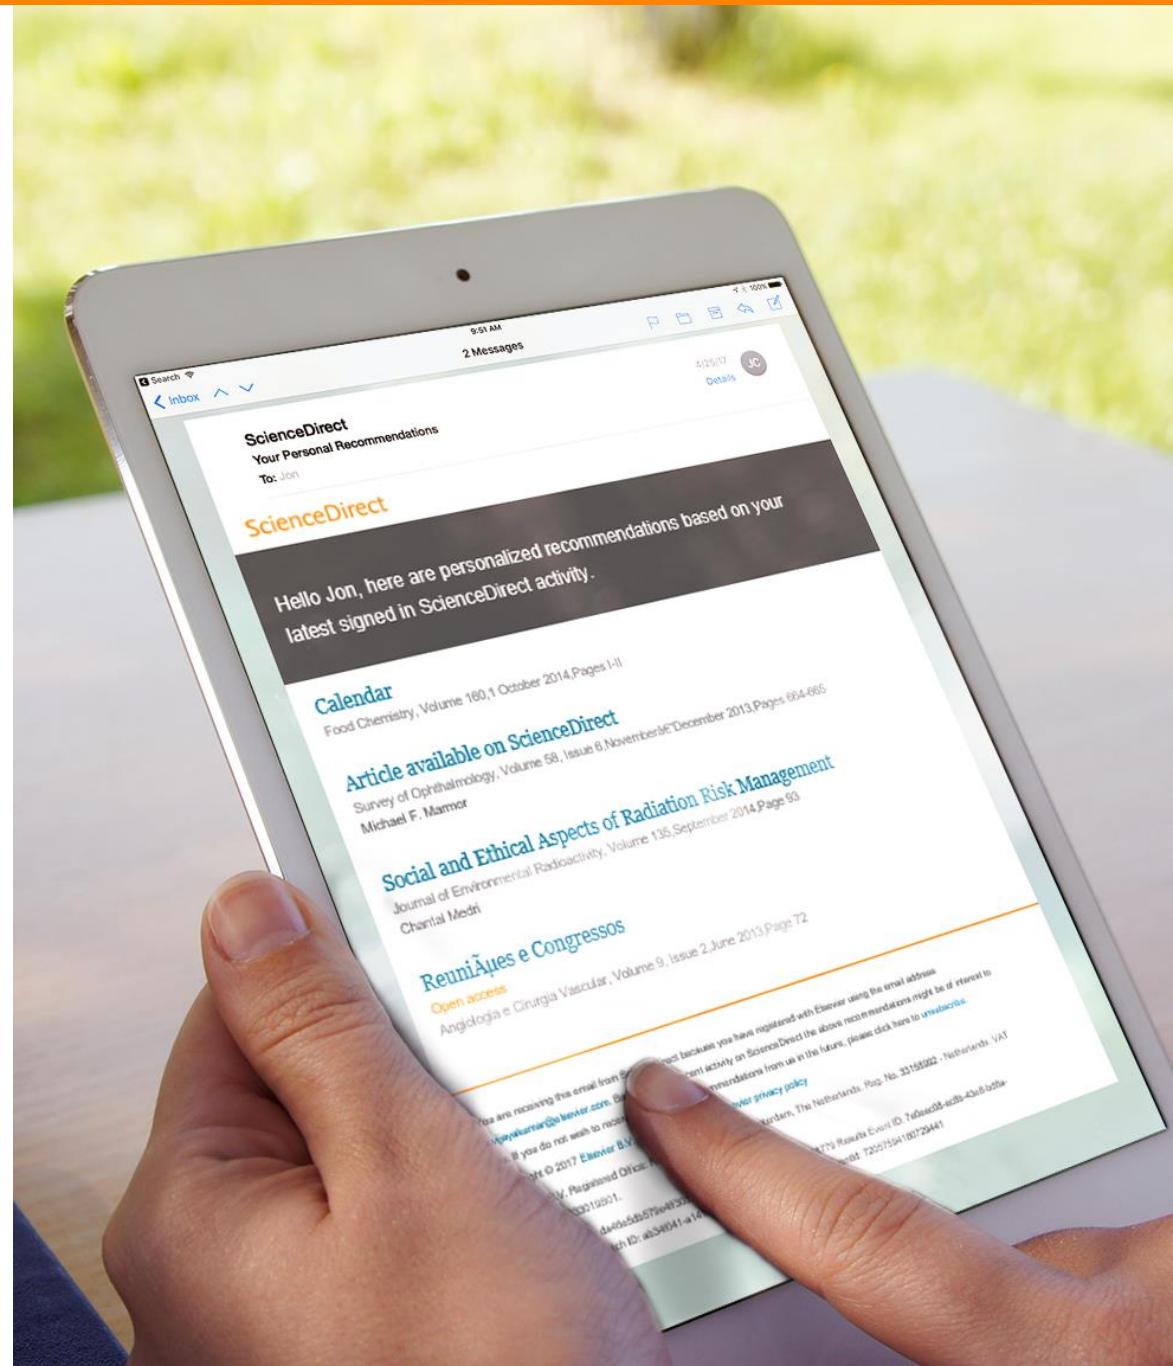 Search
9:51 AM
100%
Inbox
2 Messages
ScienceDirect
4/25/17
JC
Your Personal Recommendations
Details
To: Jon
ScienceDirect
Hello Jon, here are personalized recommendations based on your
latest signed in ScienceDirect activity.
Calendar
Food Chemistry, Volume 160,1 October 2014,Pages I-II
Article available on ScienceDirect
Survey of Ophthalmology, Volume 58, Issue 6,Novemberâ€“December 2013,Pages 664-665
Michael F. Marmor
Social and Ethical Aspects of Radiation Risk Management
Journal of Environmental Radioactivity, Volume 135,September 2014,Page 93
Chantal Medri
ReuniÃµes e Congressos
Open access
Angiologia e Cirurgia Vascular, Volume 9, Issue 2,June 2013,Page 72
You are receiving this email from because you have registered with Elsevier using the email address
activity on ScienceDirect the above recommendations might be of interest to
If you do not wish to recommendations from us in the future, please click here to unsubscribe.
© 2017 Elsevier B.V. privacy policy
Registered Office: The Netherlands. Reg. No. 33158992 - Netherlands. VAT
Results Event ID: